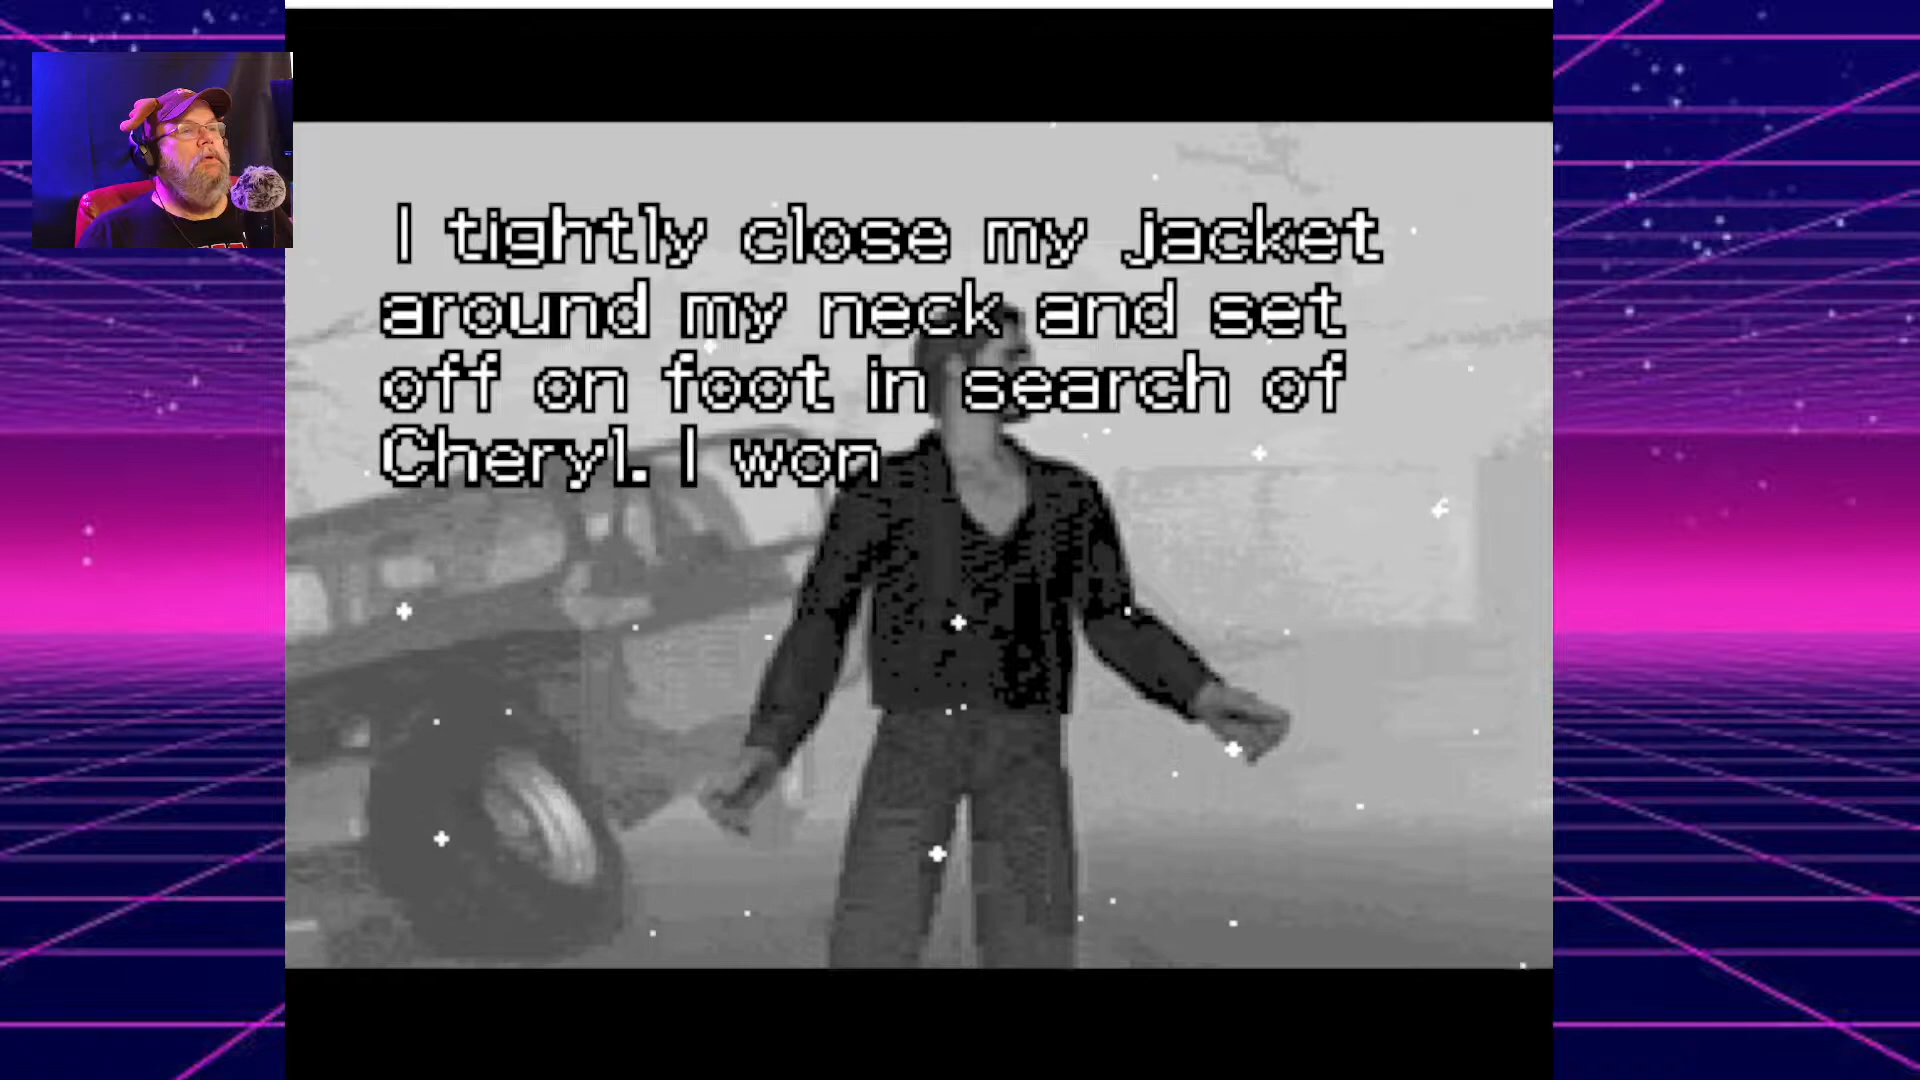 I tightly close my jacket
around my neck and set
off on foot in search of
Cheryl. I won